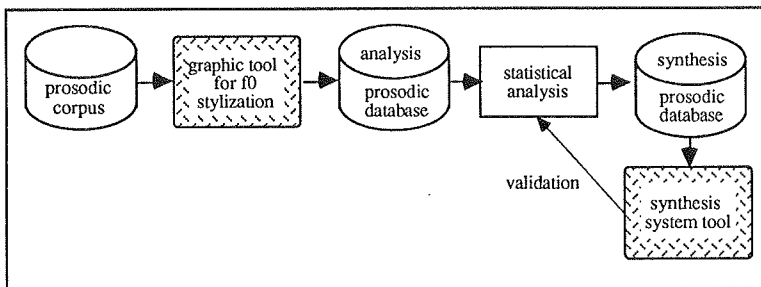 prosodic
corpus
graphic tool
for f0
stylization
analysis
prosodic
database
statistical
analysis
synthesis
prosodic
database
validation
synthesis
system tool